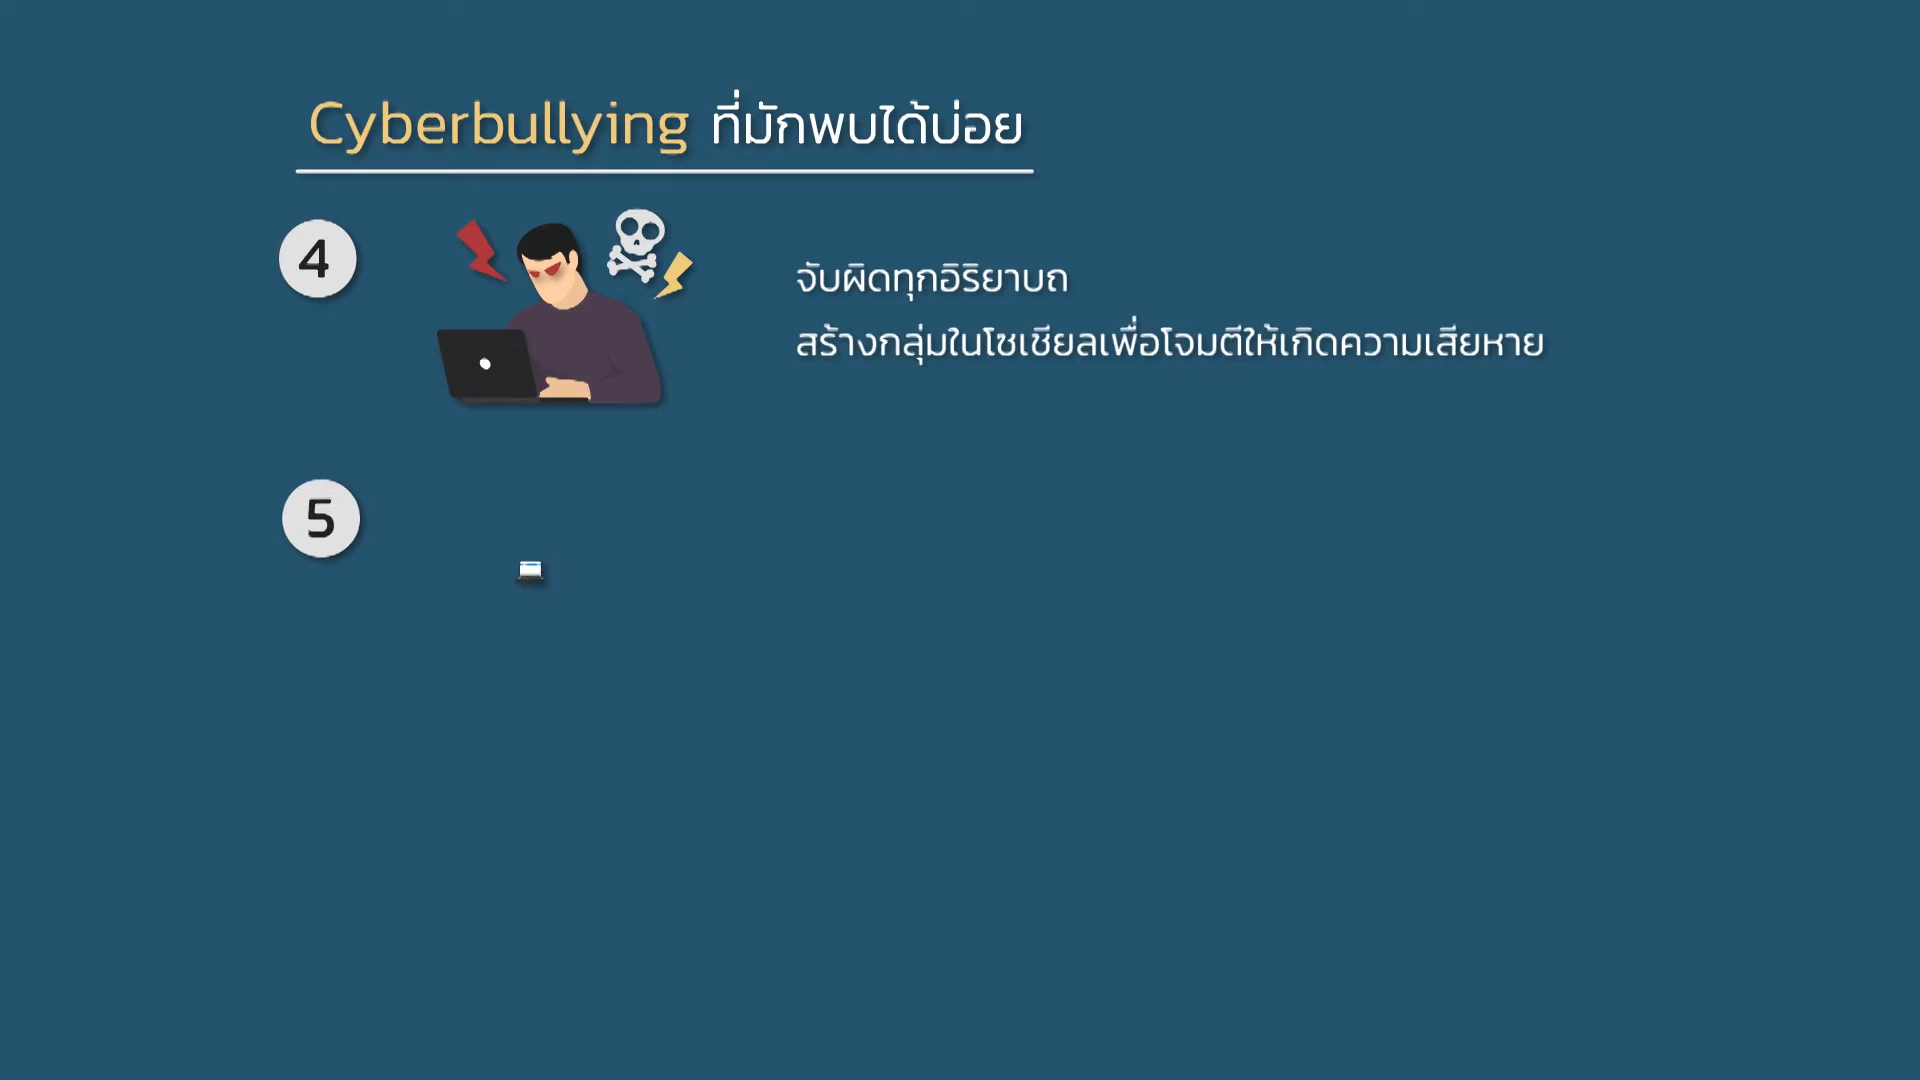 Cyberbullying ที่มักพบได้บ่อย
4
จับผิดทุกอิริยาบถ
สร้างกลุ่มในโซเชียลเพื่อโจมตีให้เกิดความเสียหาย
5